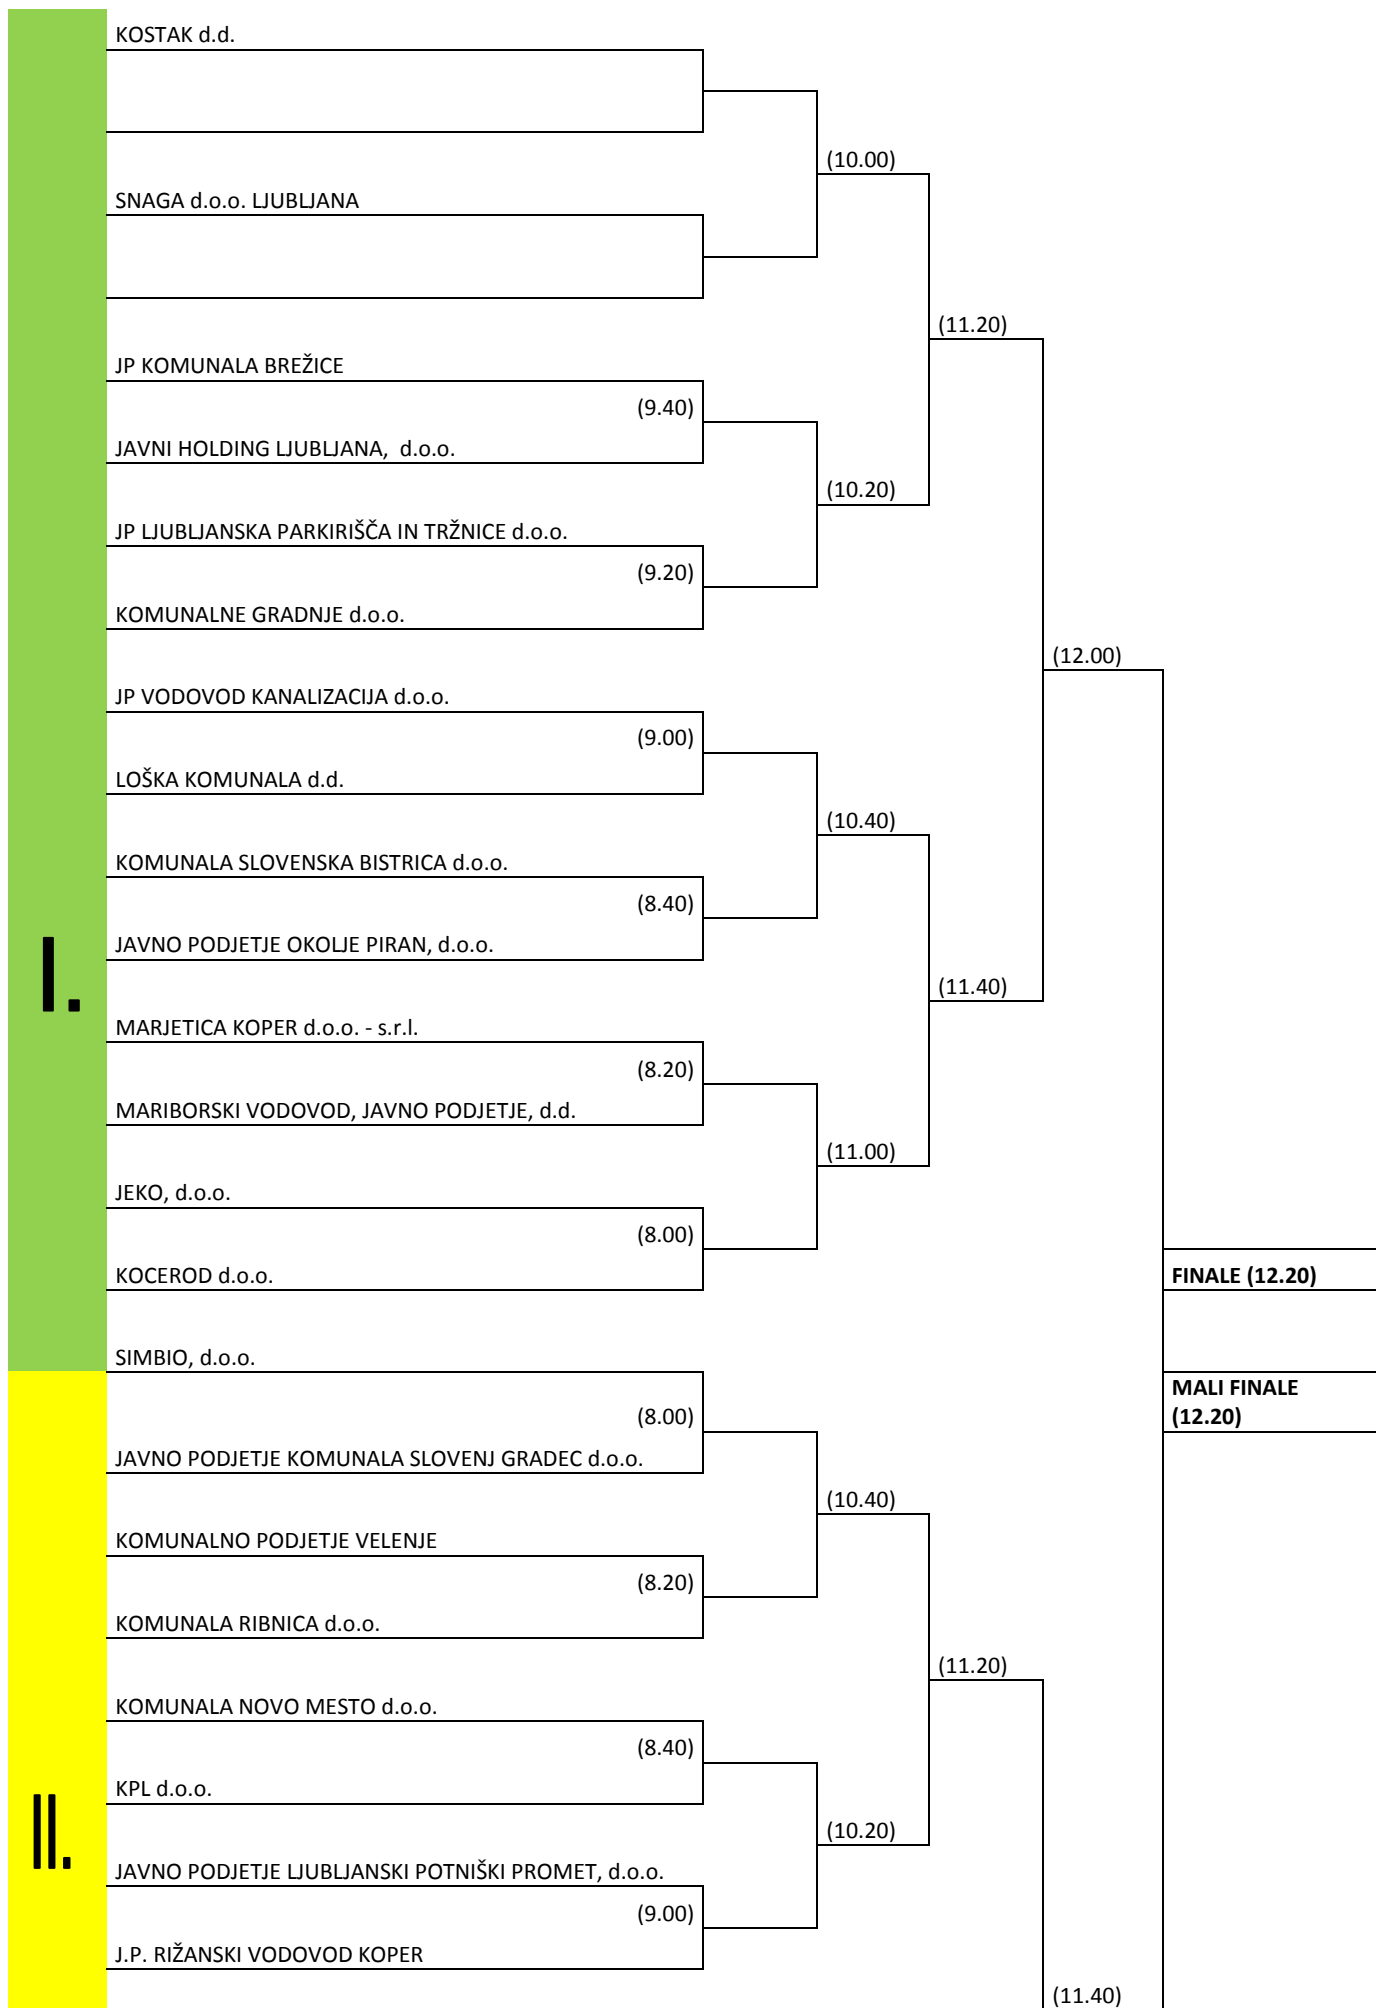 KOSTAK d.d.
(10.00)
SNAGA d.o.o. LJUBLJANA
(11.20)
JP KOMUNALA BREŽICE
(9.40)
JAVNI HOLDING LJUBLJANA, d.o.o.
(10.20)
JP LJUBLJANSKA PARKIRIŠČA IN TRŽNICE d.o.o.
(9.20)
KOMUNALNE GRADNJE d.o.o.
(12.00)
JP VODOVOD KANALIZACIJA d.o.o.
(9.00)
LOŠKA KOMUNALA d.d.
(10.40)
KOMUNALA SLOVENSKA BISTRICA d.o.o.
(8.40)
JAVNO PODJETJE OKOLJE PIRAN, d.o.o.
I.
(11.40)
MARJETICA KOPER d.o.o. - s.r.l.
(8.20)
MARIBORSKI VODOVOD, JAVNO PODJETJE, d.d.
(11.00)
JEKO, d.o.o.
(8.00)
KOCEROD d.o.o.
FINALE (12.20)
SIMBIO, d.o.o.
MALI FINALE
(12.20)
(8.00)
JAVNO PODJETJE KOMUNALA SLOVENJ GRADEC d.o.o.
(10.40)
KOMUNALNO PODJETJE VELENJE
(8.20)
KOMUNALA RIBNICA d.o.o.
(11.20)
KOMUNALA NOVO MESTO d.o.o.
(8.40)
KPL d.o.o.
II.
(10.20)
JAVNO PODJETJE LJUBLJANSKI POTNIŠKI PROMET, d.o.o.
(9.00)
J.P. RIŽANSKI VODOVOD KOPER
(11.40)